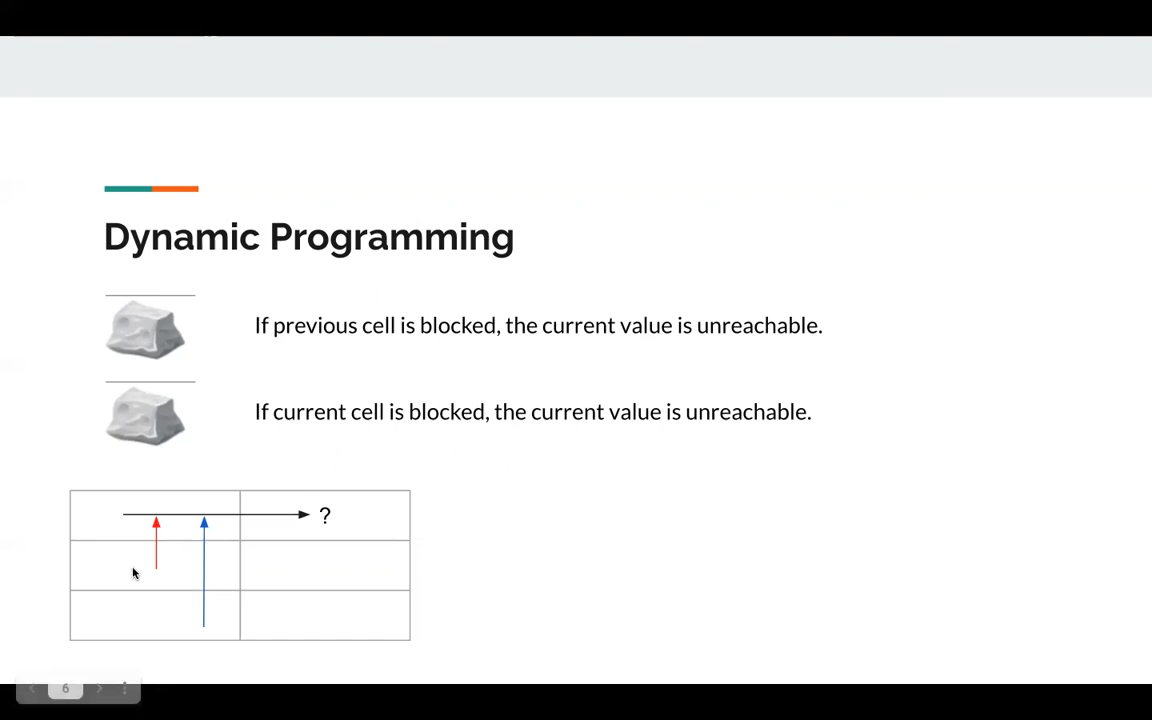 Dynamic Programming
If previous cell is blocked, the current value is unreachable.
If current cell is blocked, the current value is unreachable.
?
6